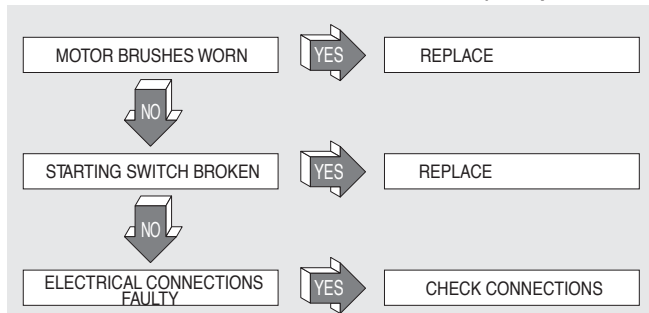 MOTOR BRUSHES WORN
YES
REPLACE
NO
STARTING SWITCH BROKEN
YES
REPLACE
NO
ELECTRICAL CONNECTIONS
FAULTY
YES
CHECK CONNECTIONS